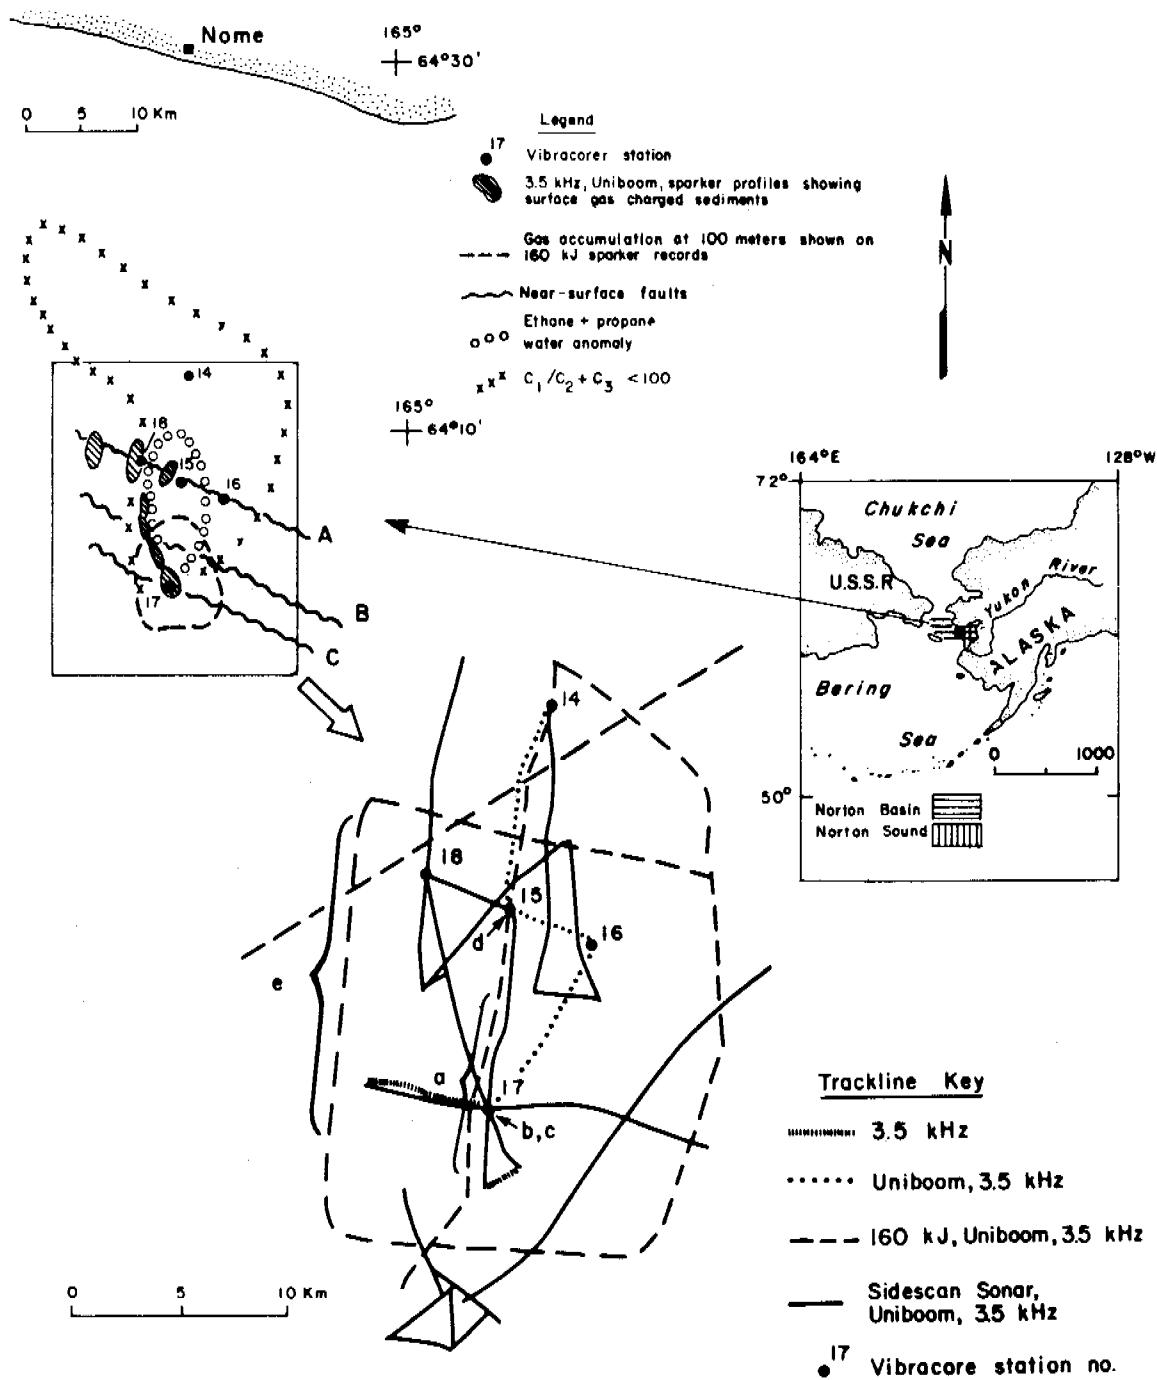 Nome
165°
64°30'
0 5 10 Km
Legend
17
Vibracorer station
3.5 kHz, Uniboom, sparker profiles showing
surface gas charged sediments
Gas accumulation at 100 meters shown on
160 kJ sparker records
Near-surface faults
Ethane + propane
water anomaly
C1/C2 + C3 <100
N
165°
64°10'
14
18
15
16
17
A
B
C
164°E
128°W
72°
Chukchi
Sea
U.S.S.R
Yukon
River
ALASKA
Bering
Sea
0 1000
50°
Norton Basin
Norton Sound
14
18
15
d
16
e
a
17
b,c
0 5 10 Km
Trackline Key
3.5 kHz
Uniboom, 3.5 kHz
160 kJ, Uniboom, 3.5 kHz
Sidescan Sonar,
Uniboom, 3.5 kHz
17
Vibracore station no.